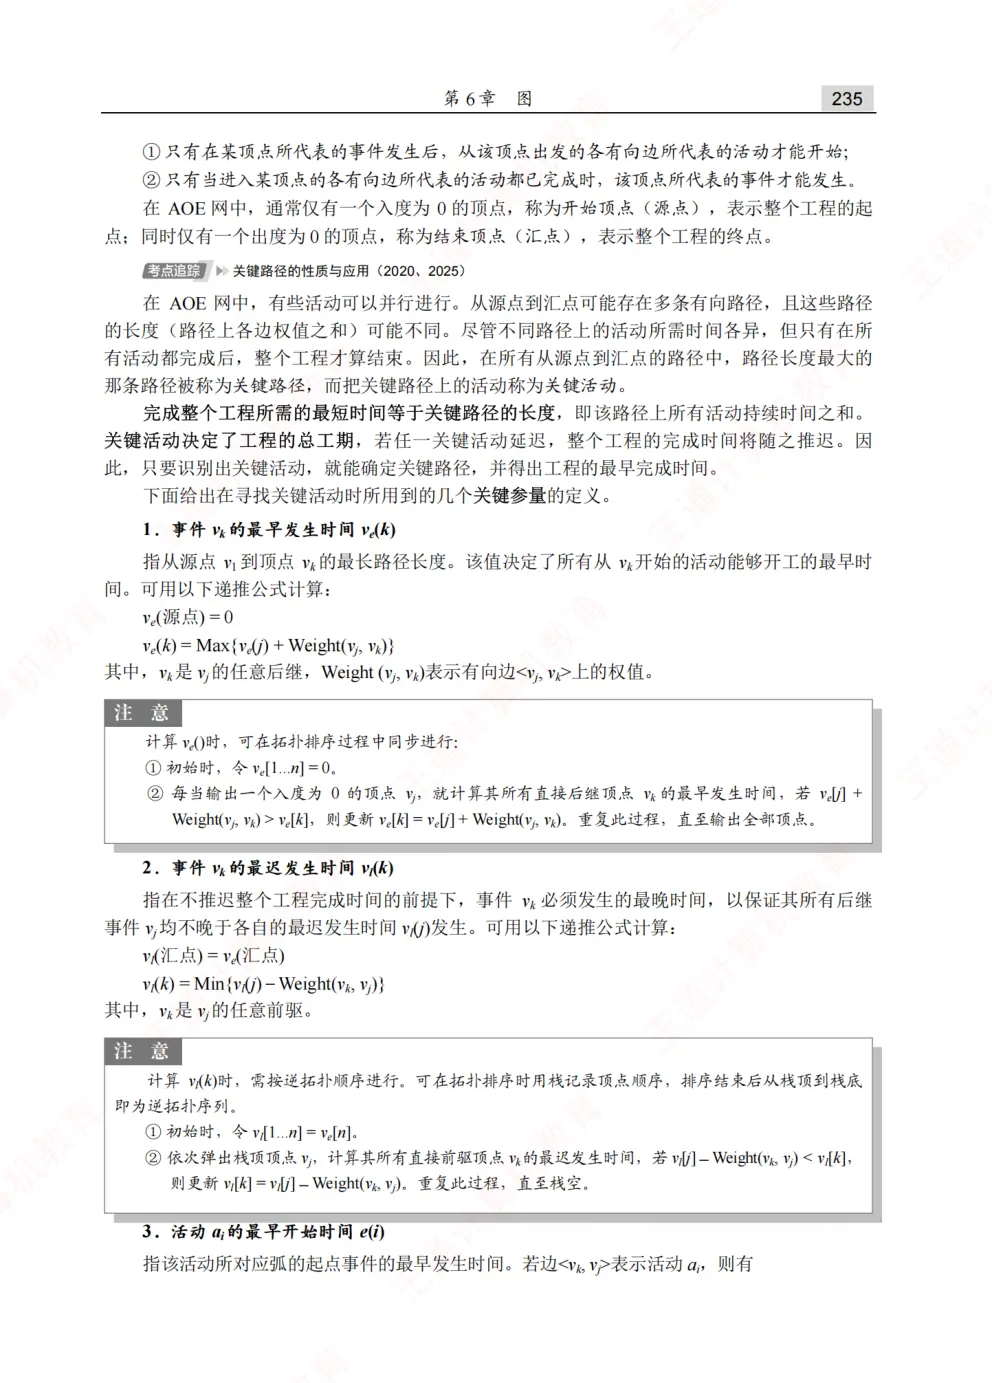 第6章 图
235
①只有在某顶点所代表的事件发生后，从该顶点出发的各有向边所代表的活动才能开始；
②只有当进入某顶点的各有向边所代表的活动都已完成时，该顶点所代表的事件才能发生。
在 AOE 网中，通常仅有一个入度为 0 的顶点，称为开始顶点（源点），表示整个工程的起
点；同时仅有一个出度为 0 的顶点，称为结束顶点（汇点），表示整个工程的终点。
考点追踪 关键路径的性质与应用（2020、2025）
在 AOE 网中，有些活动可以并行进行。从源点到汇点可能存在多条有向路径，且这些路径
的长度（路径上各边权值之和）可能不同。尽管不同路径上的活动所需时间各异，但只有在所
有活动都完成后，整个工程才算结束。因此，在所有从源点到汇点的路径中，路径长度最大的
那条路径被称为关键路径，而把关键路径上的活动称为关键活动。
完成整个工程所需的最短时间等于关键路径的长度，即该路径上所有活动持续时间之和。
关键活动决定了工程的总工期，若任一关键活动延迟，整个工程的完成时间将随之推迟。因
此，只要识别出关键活动，就能确定关键路径，并得出工程的最早完成时间。
下面给出在寻找关键活动时所用到的几个关键参量的定义。
1．事件 vk 的最早发生时间 ve(k)
指从源点 v1 到顶点 vk 的最长路径长度。该值决定了所有从 vk 开始的活动能够开工的最早时
间。可用以下递推公式计算：
ve(源点) = 0
ve(k) = Max{ve(j) + Weight(vj, vk)}
其中，vk 是 vj 的任意后继，Weight (vj, vk)表示有向边<vj, vk>上的权值。
注 意
计算 ve()时，可在拓扑排序过程中同步进行：
①初始时，令 ve[1…n] = 0。
② 每当输出一个入度为 0 的顶点 vj，就计算其所有直接后继顶点 vk 的最早发生时间，若 ve[j] +
Weight(vj, vk) > ve[k]，则更新 ve[k] = ve[j] + Weight(vj, vk)。重复此过程，直至输出全部顶点。
2．事件 vk 的最迟发生时间 vl(k)
指在不推迟整个工程完成时间的前提下，事件 vk 必须发生的最晚时间，以保证其所有后继
事件 vj 均不晚于各自的最迟发生时间 vl(j)发生。可用以下递推公式计算：
vl(汇点) = ve(汇点)
vl(k) = Min{vl(j) − Weight(vk, vj)}
其中，vk 是 vj 的任意前驱。
注 意
计算 vl(k)时，需按逆拓扑顺序进行。可在拓扑排序时用栈记录顶点顺序，排序结束后从栈顶到栈底
即为逆拓扑序列。
①初始时，令 vl[1…n] = ve[n]。
② 依次弹出栈顶顶点 vj，计算其所有直接前驱顶点 vk 的最迟发生时间，若 vl[j] − Weight(vk, vj) < vl[k]，
则更新 vl[k] = vl[j] − Weight(vk, vj)。重复此过程，直至栈空。
3．活动 ai 的最早开始时间 e(i)
指该活动所对应弧的起点事件的最早发生时间。若边<vk, vj>表示活动 ai，则有